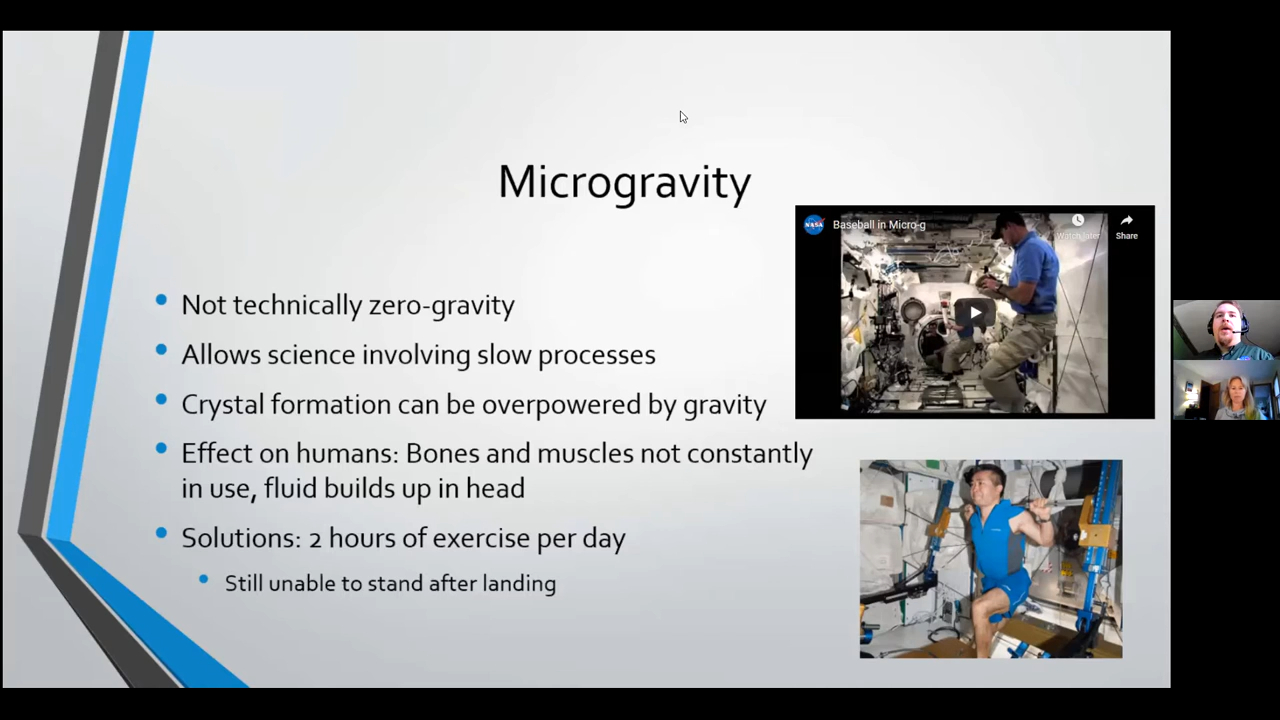 Microgravity
NASA
Baseball in Micro-g
Watch later
Share
Not technically zero-gravity
Allows science involving slow processes
Crystal formation can be overpowered by gravity
Effect on humans: Bones and muscles not constantly
in use, fluid builds up in head
Solutions: 2 hours of exercise per day
Still unable to stand after landing